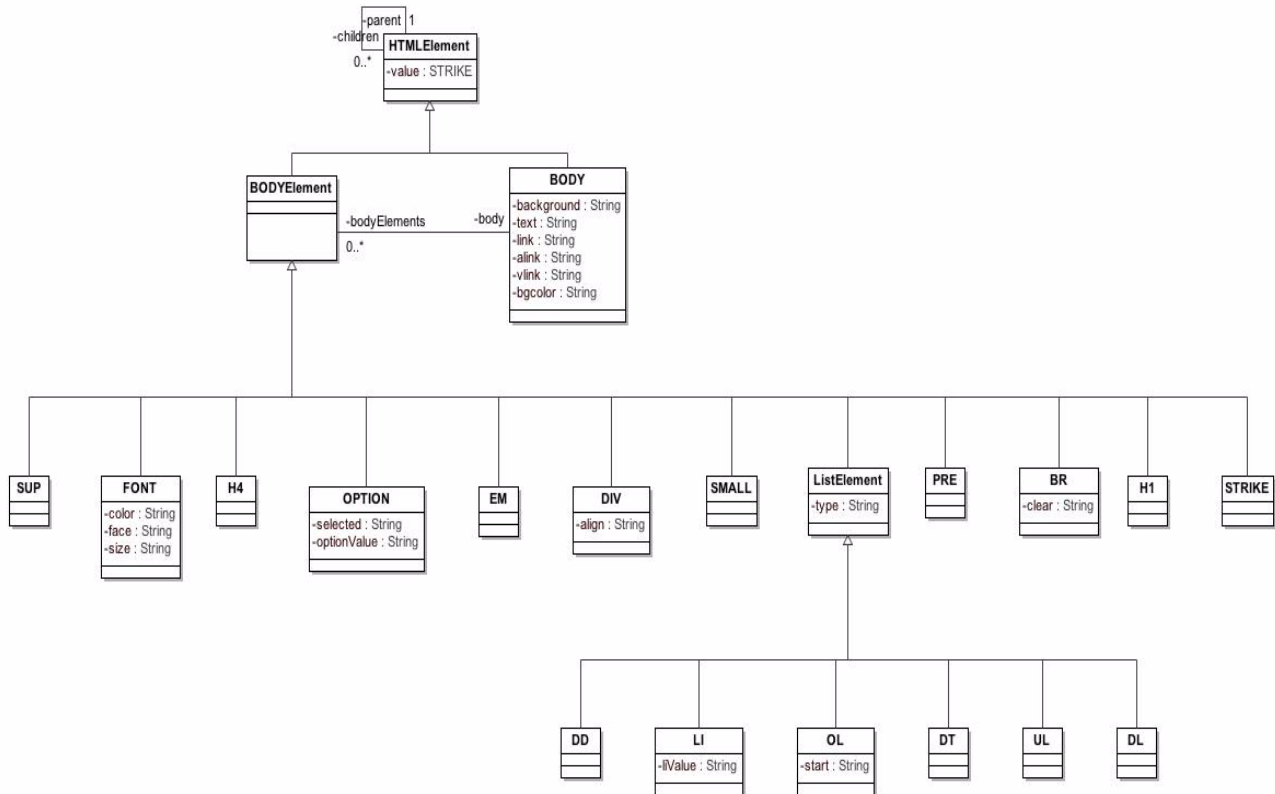 -parent 1
-children
0..*
HTMLElement
-value : STRIKE
BODYElement
-bodyElements
0..*
-body
BODY
-background : String
-text : String
-link : String
-alink : String
-vlink : String
-bgcolor : String
SUP
FONT
-color : String
-face : String
-size : String
H4
OPTION
-selected : String
-optionValue : String
EM
DIV
-align : String
SMALL
ListElement
-type : String
PRE
BR
-clear : String
H1
STRIKE
DD
LI
-liValue : String
OL
-start : String
DT
UL
DL